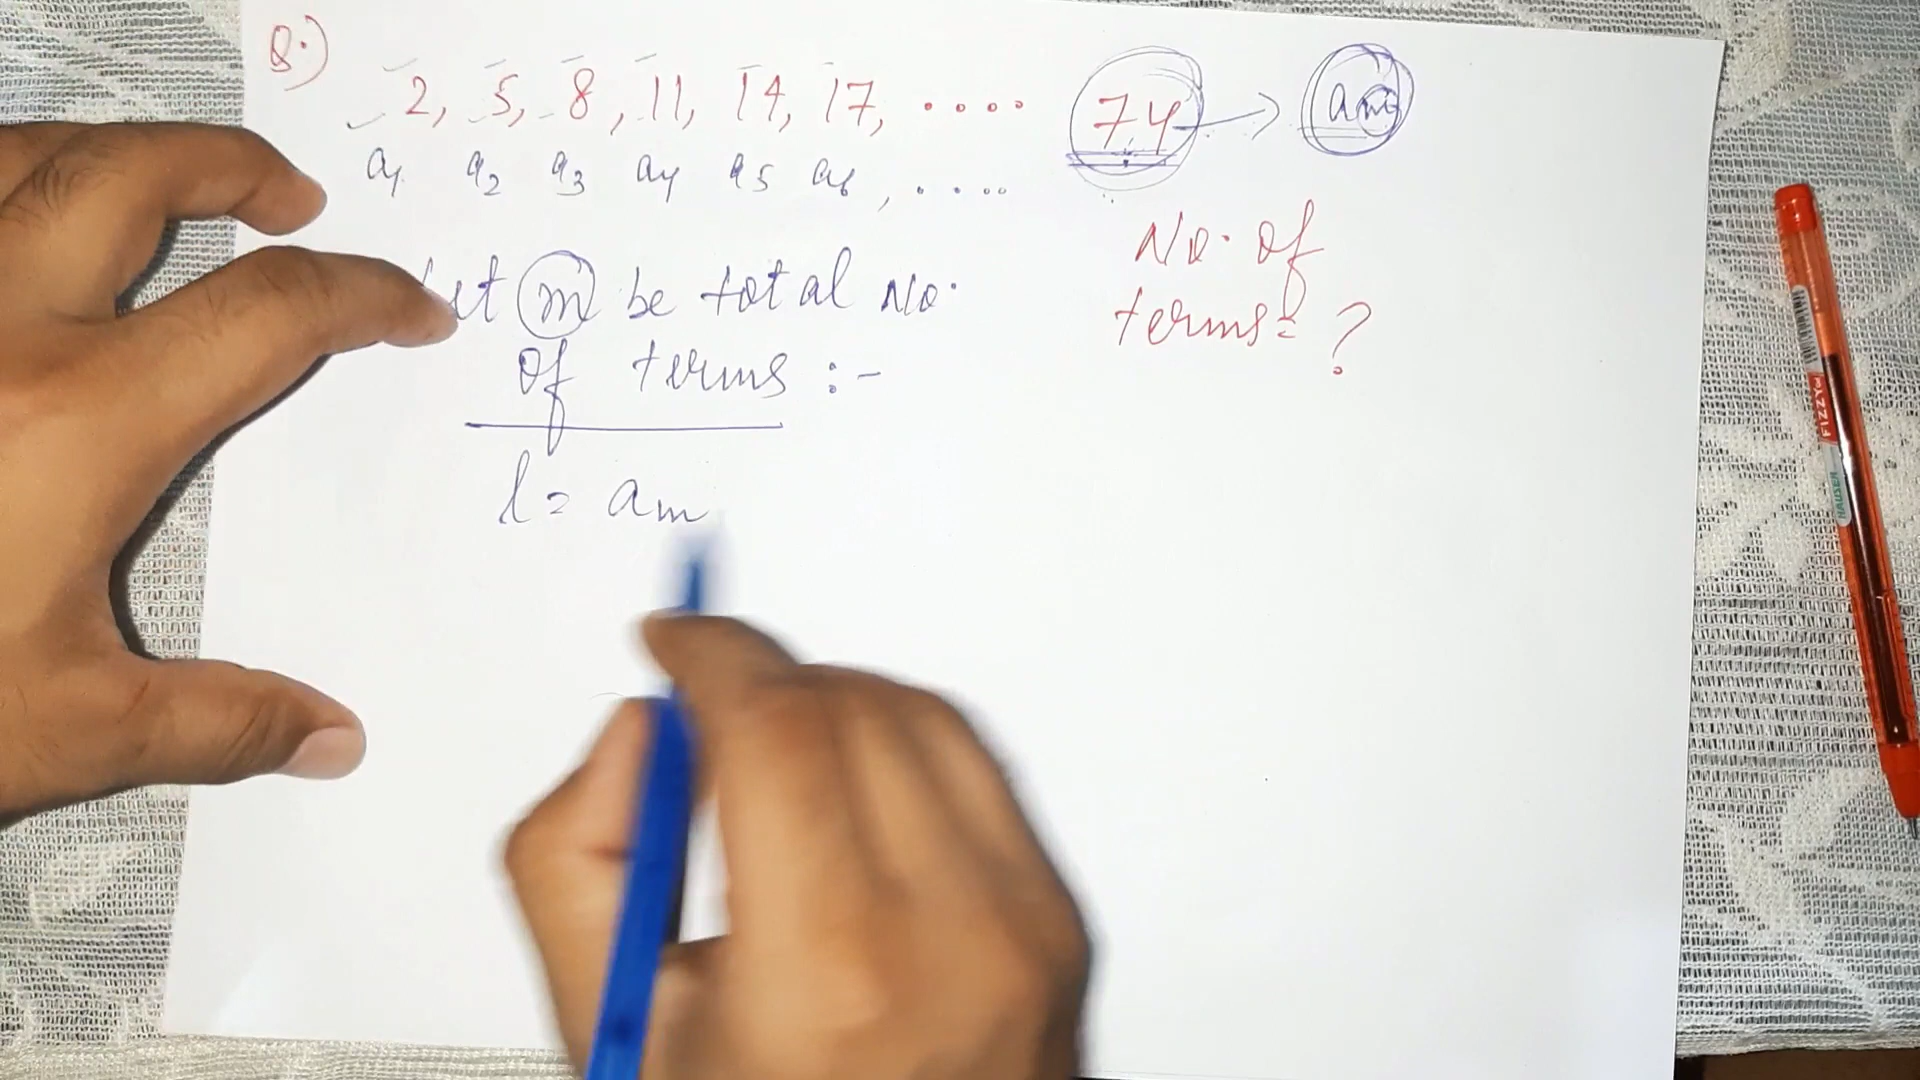 Q.)
2, 5, 8, 11, 14, 17, .... 74 → am
a1 a2 a3 a4 a5 a6, ....
No. of
terms = ?
Let m be total No.
of terms :-
l = am
FIZZY
HAUSER